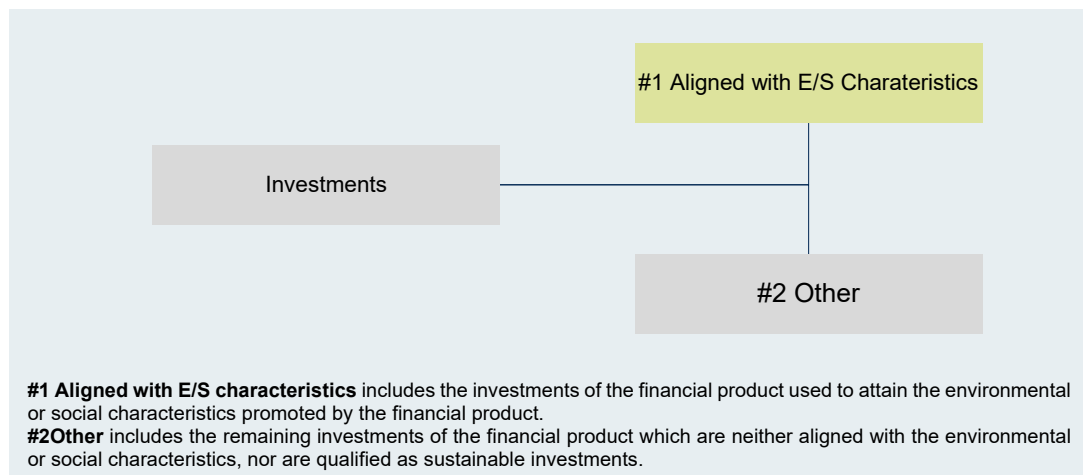 #1 Aligned with E/S Charateristics
Investments
#2 Other
#1 Aligned with E/S characteristics includes the investments of the financial product used to attain the environmental
or social characteristics promoted by the financial product.
#2Other includes the remaining investments of the financial product which are neither aligned with the environmental
or social characteristics, nor are qualified as sustainable investments.